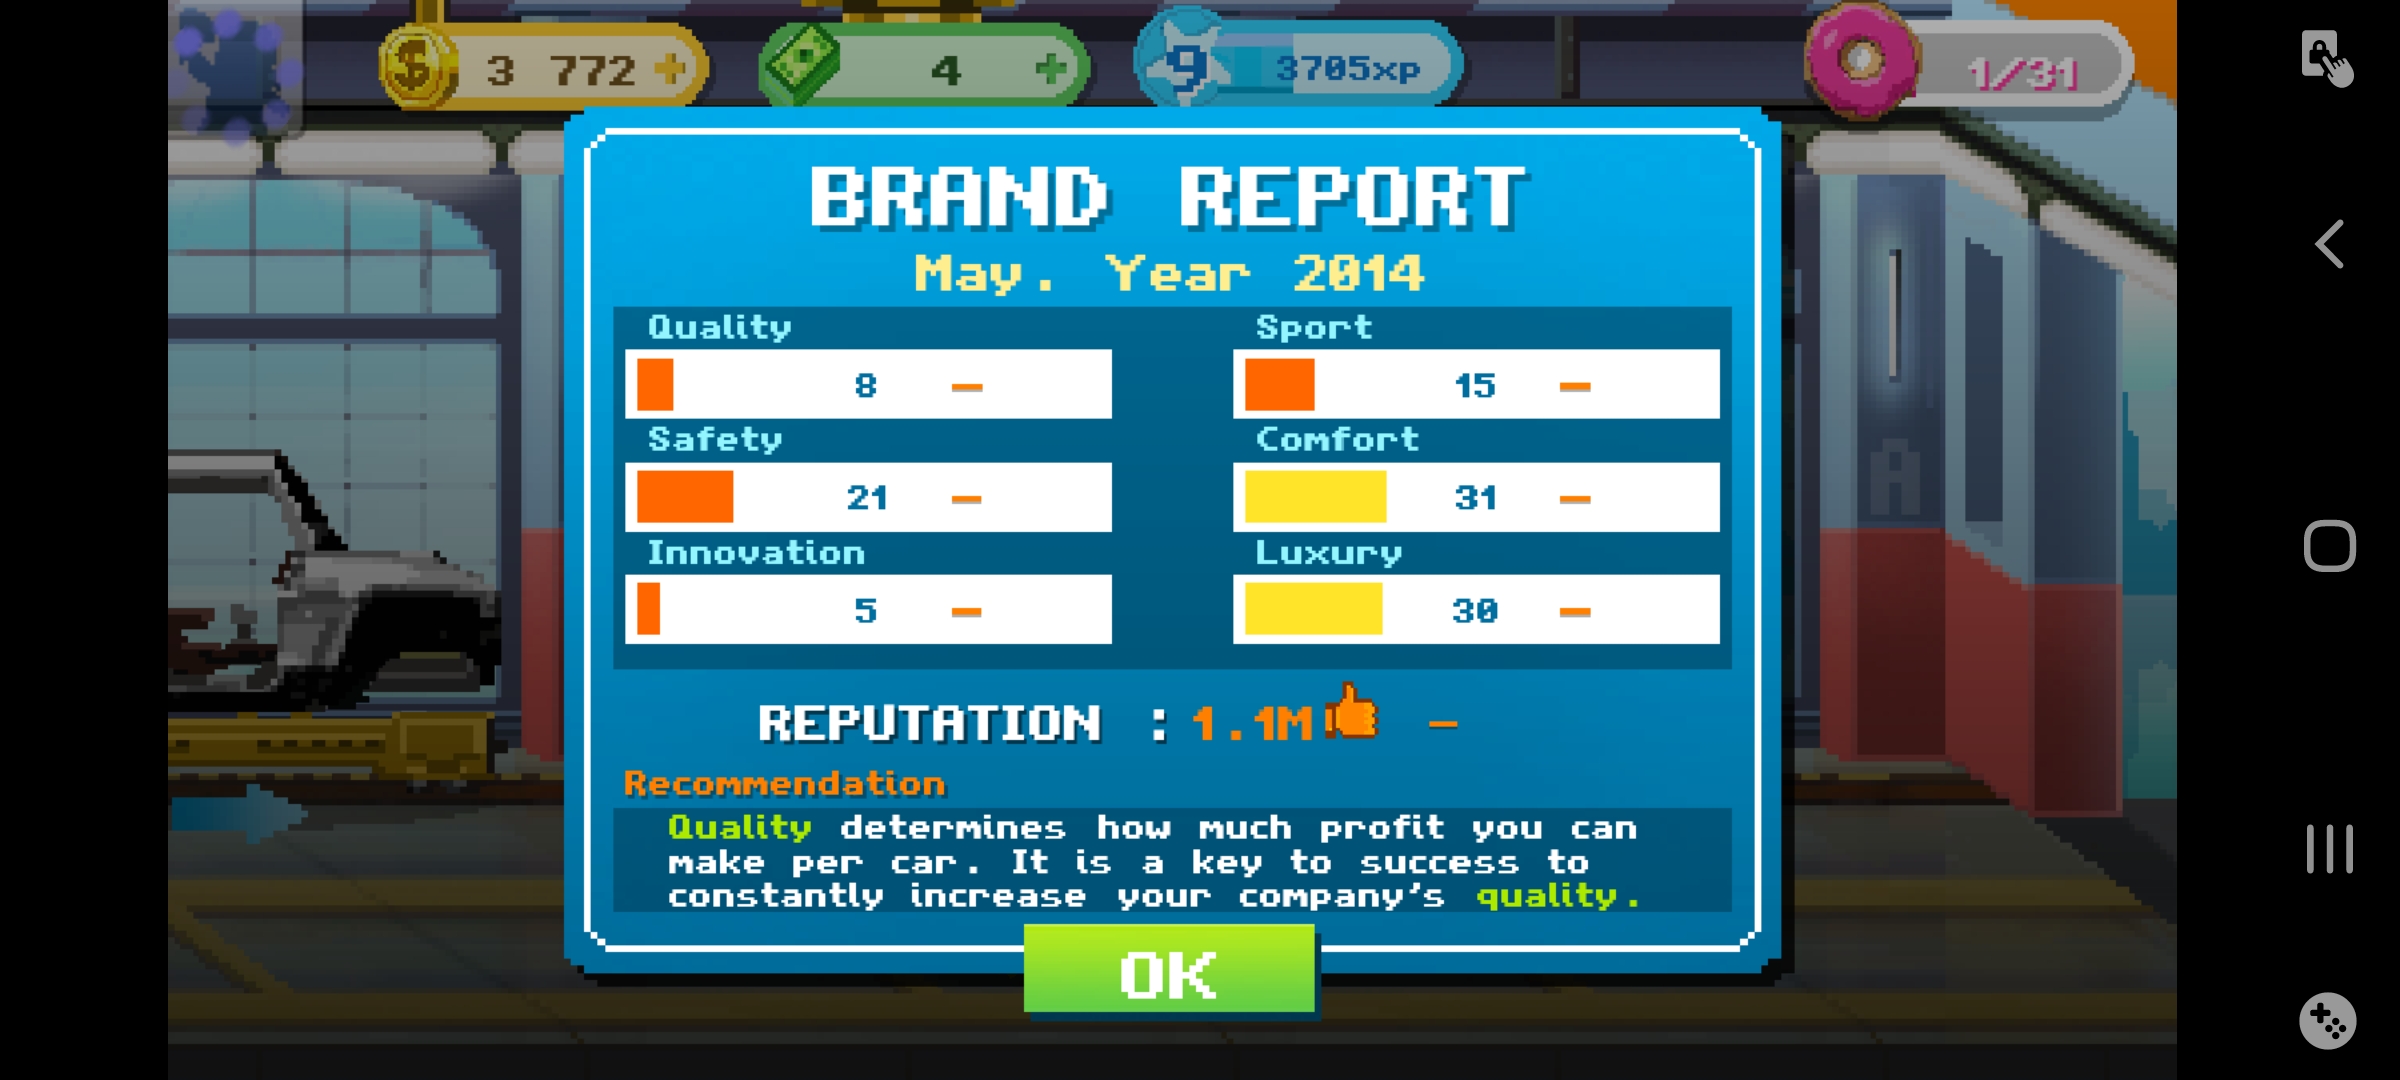 3 772 +
4 +
9 3705xp
1/31
BRAND REPORT
May. Year 2014
Quality
8 –
Sport
15 –
Safety
21 –
Comfort
31 –
Innovation
5 –
Luxury
30 –
REPUTATION : 1.1M –
Recommendation
Quality determines how much profit you can
make per car. It is a key to success to
constantly increase your company's quality.
OK
A